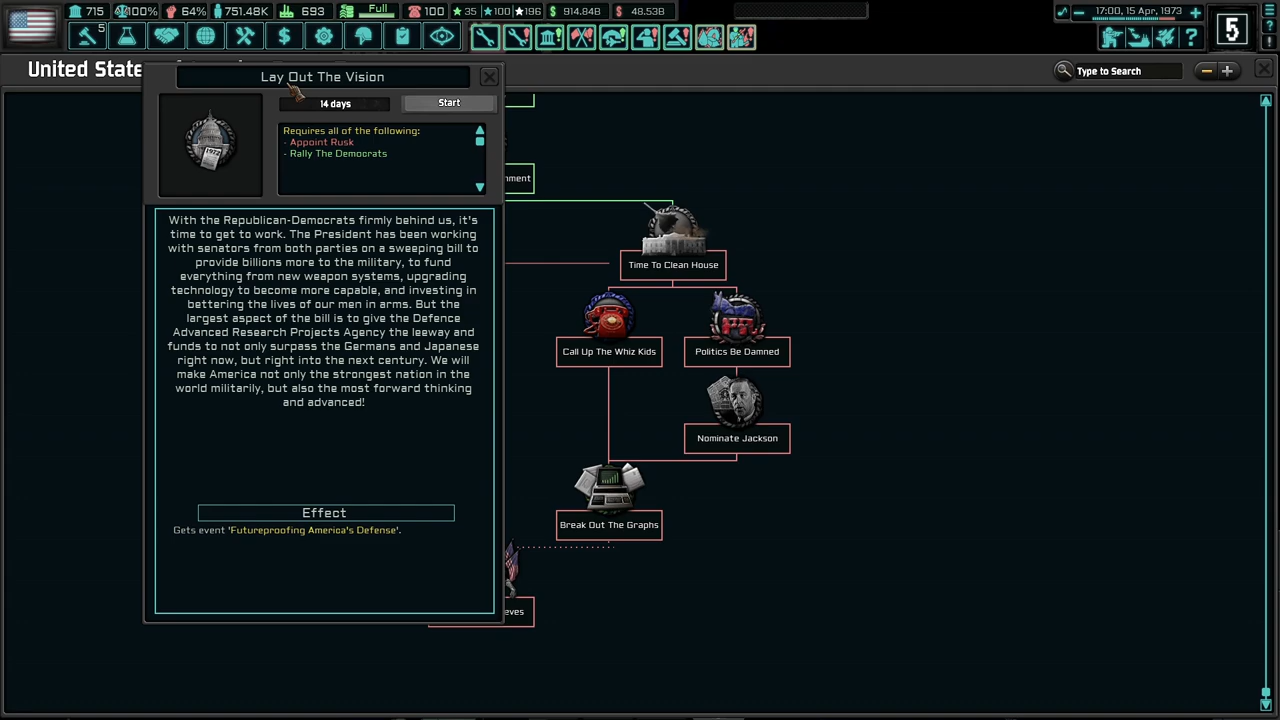 715 100% 64% 751.48K 693 Full 100 35 100 196 $ 914.84B $ 48.53B 17:00, 15 Apr, 1973
5
5
United State
Type to Search
Lay Out The Vision
14 days
Start
Requires all of the following:
- Appoint Rusk
- Rally The Democrats
1972
With the Republican-Democrats firmly behind us, it's
time to get to work. The President has been working
with senators from both parties on a sweeping bill to
provide billions more to the military, to fund
everything from new weapon systems, upgrading
technology to become more capable, and investing in
bettering the lives of our men in arms. But the
largest aspect of the bill is to give the Defence
Advanced Research Projects Agency the leeway and
funds to not only surpass the Germans and Japanese
right now, but right into the next century. We will
make America not only the strongest nation in the
world militarily, but also the most forward thinking
and advanced!
Effect
Gets event 'Futureproofing America's Defense'.
nment
Time To Clean House
Call Up The Whiz Kids
Politics Be Damned
Nominate Jackson
Break Out The Graphs
eves